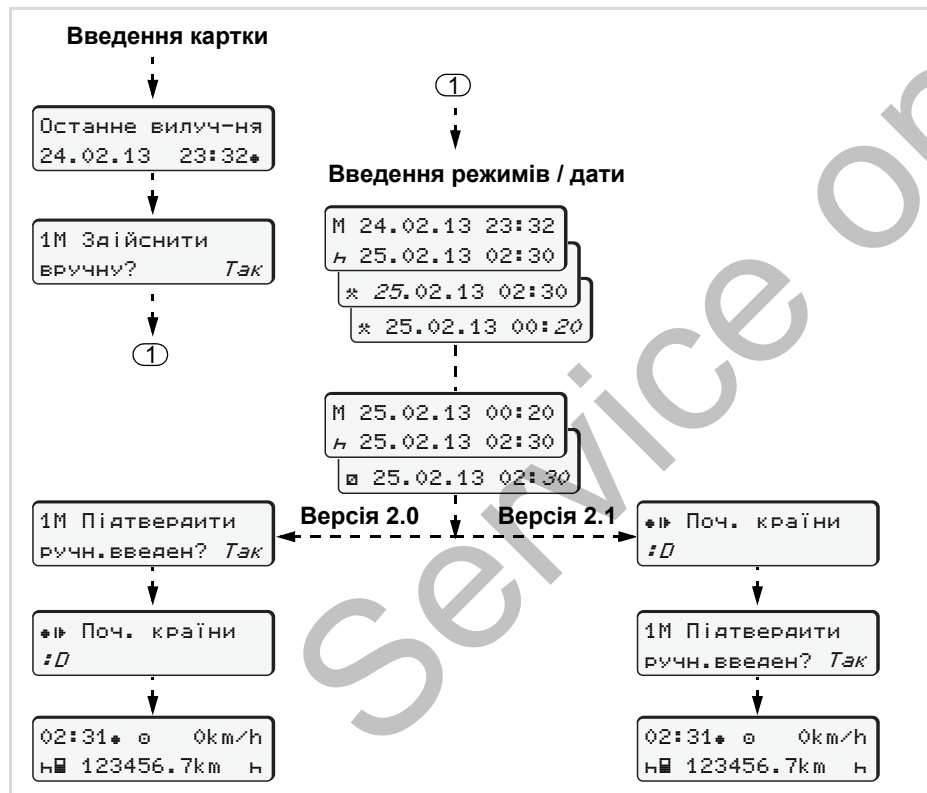 Введення картки
Останнє вилуч-ня
24.02.13 23:32
1M Здійснити
вручну? Так
1
1
Введення режимів / дати
M 24.02.13 23:32
25.02.13 02:30
25.02.13 02:30
25.02.13 00:20
M 25.02.13 00:20
25.02.13 02:30
25.02.13 02:30
Версія 2.0
Версія 2.1
1M Підтвердити
ручн.введен? Так
Поч. країни
:D
02:31 0km/h
123456.7km
Поч. країни
:D
1M Підтвердити
ручн.введен? Так
02:31 0km/h
123456.7km
Service or